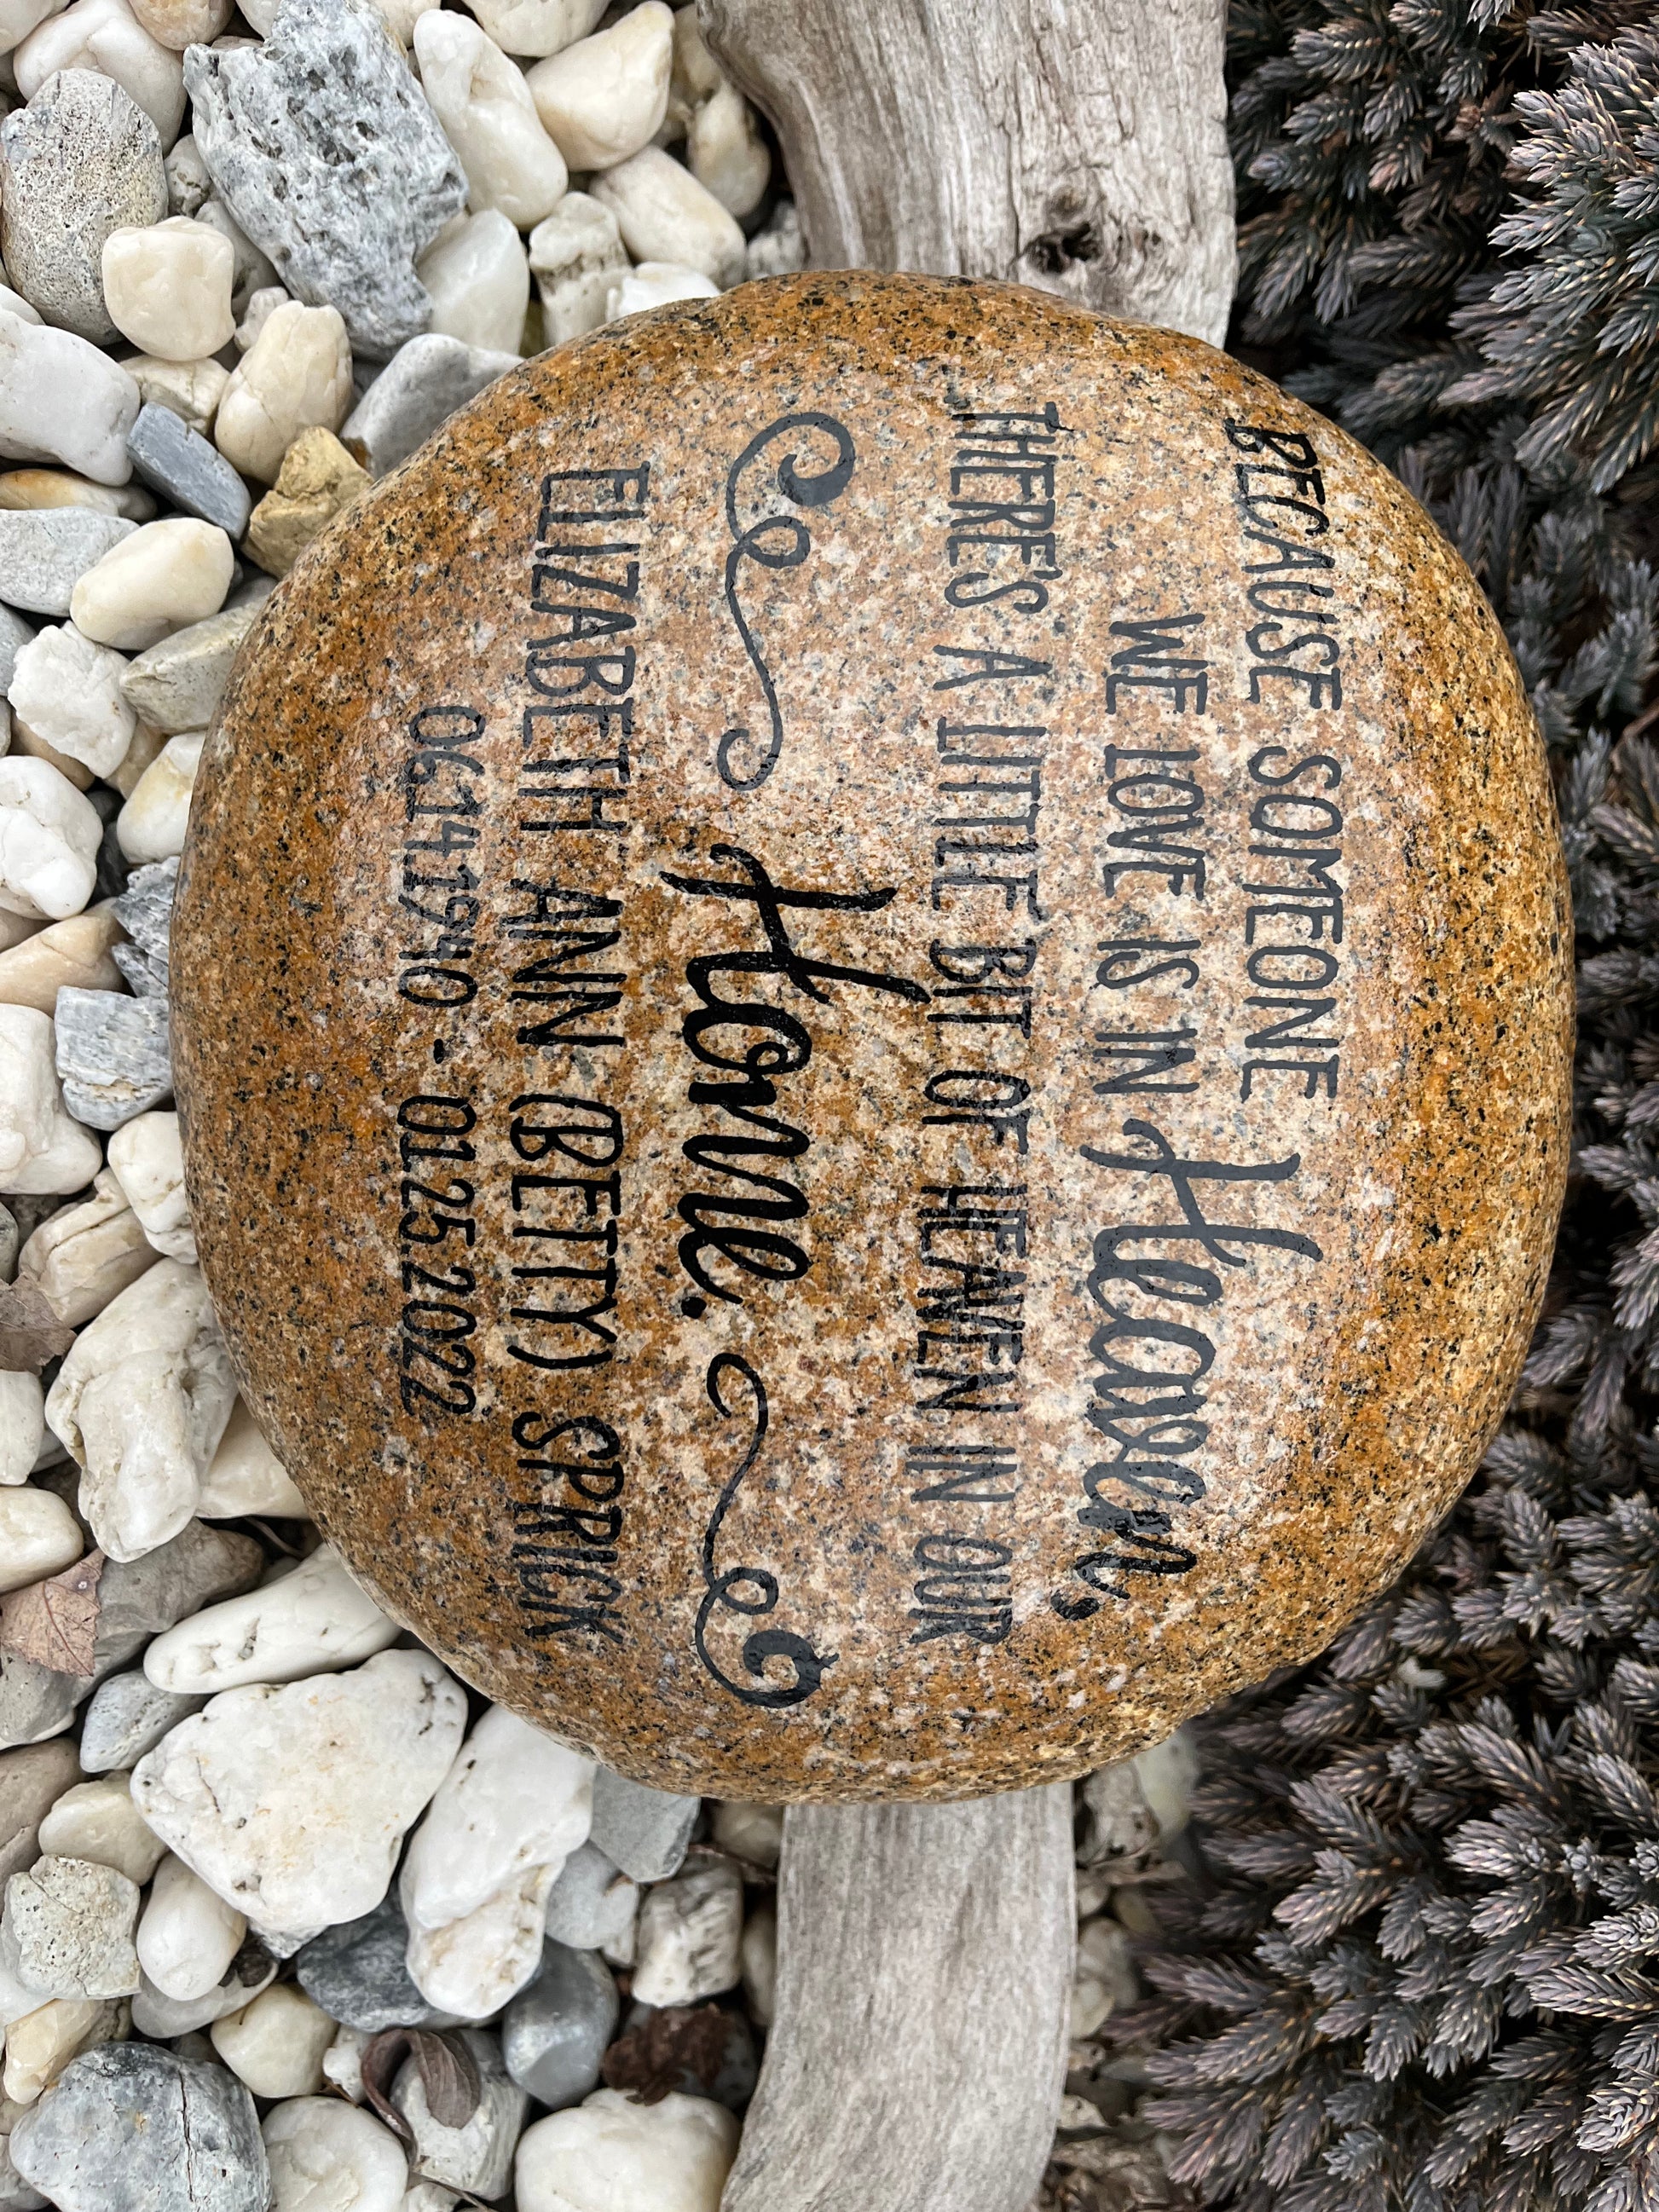 BECAUSE SOMEONE
WE LOVE IS IN Heaven,
THERE'S A LITTLE BIT OF HEAVEN IN OUR
Home.
ELIZABETH ANN (BETTY) SPRICK
06.14.1940 - 01.25.2022